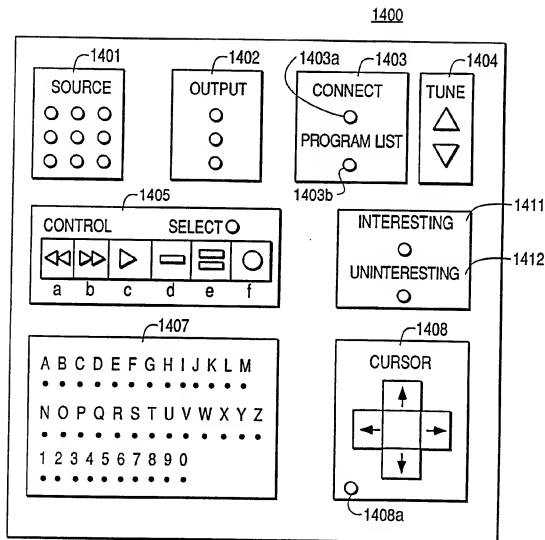 1400
1401
1402
1403a
1403
1404
SOURCE
OUTPUT
CONNECT
PROGRAM LIST
1403b
TUNE
1405
CONTROL SELECT
a b c d e f
1411
INTERESTING
UNINTERESTING
1412
1407
A B C D E F G H I J K L M
N O P Q R S T U V W X Y Z
1 2 3 4 5 6 7 8 9 0
1408
CURSOR
1408a